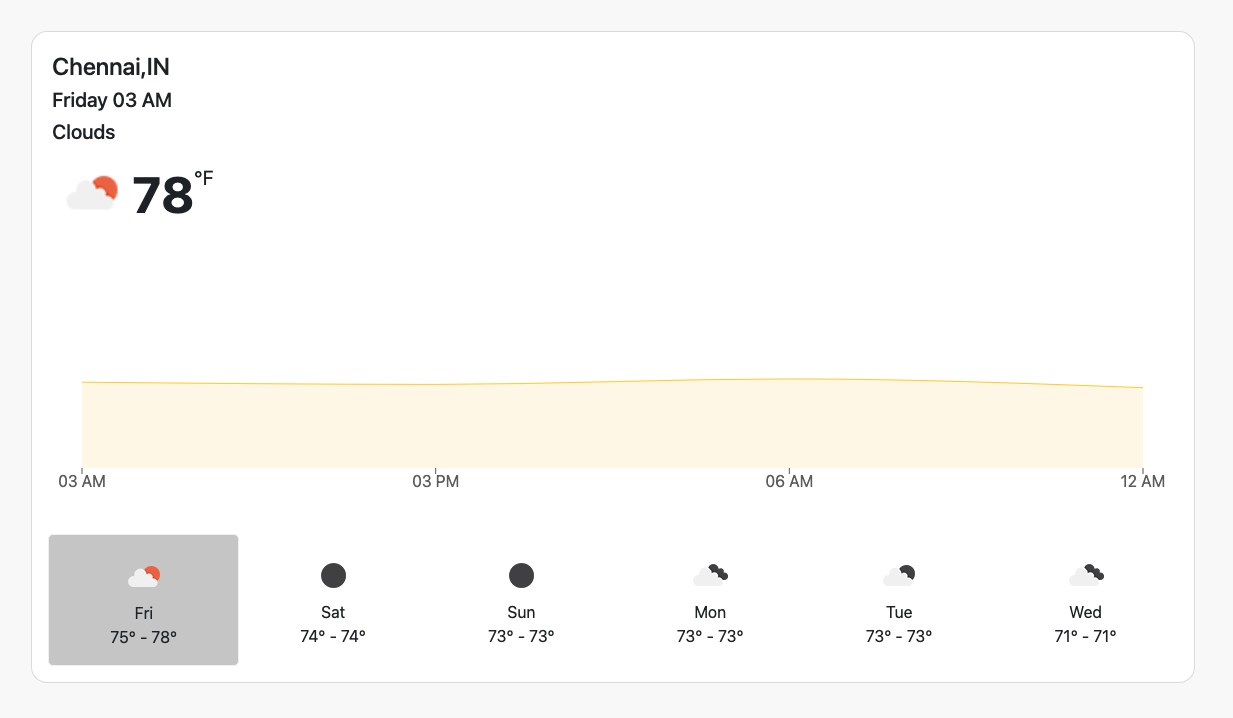 Chennai,IN
Friday 03 AM
Clouds
78 °F
03 AM 03 PM 06 AM 12 AM
Fri Sat Sun Mon Tue Wed
75° - 78° 74° - 74° 73° - 73° 73° - 73° 73° - 73° 71° - 71°